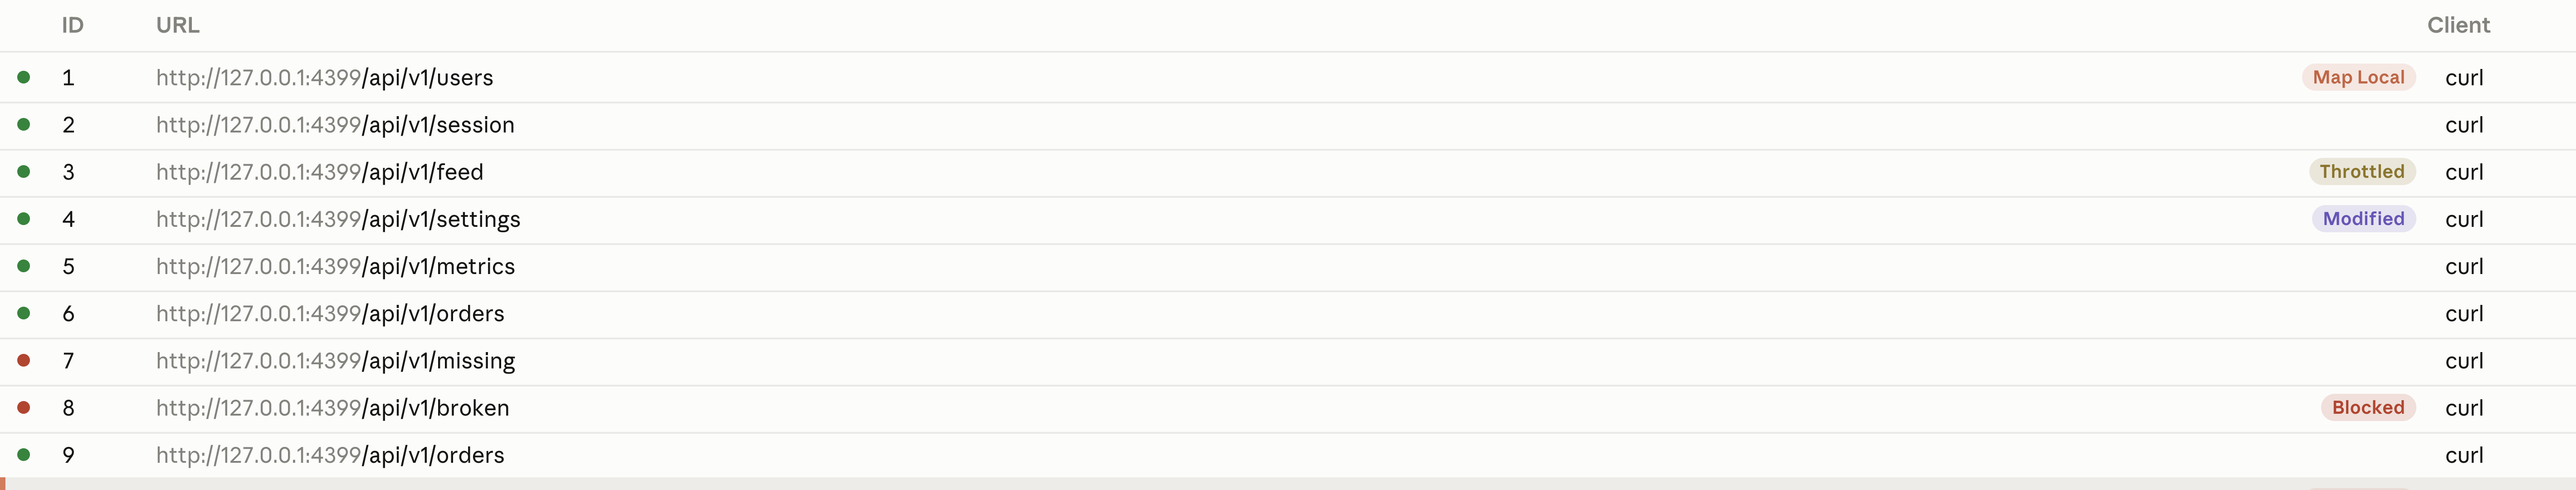 ID URL Client
1 http://127.0.0.1:4399/api/v1/users Map Local curl
2 http://127.0.0.1:4399/api/v1/session curl
3 http://127.0.0.1:4399/api/v1/feed Throttled curl
4 http://127.0.0.1:4399/api/v1/settings Modified curl
5 http://127.0.0.1:4399/api/v1/metrics curl
6 http://127.0.0.1:4399/api/v1/orders curl
7 http://127.0.0.1:4399/api/v1/missing curl
8 http://127.0.0.1:4399/api/v1/broken Blocked curl
9 http://127.0.0.1:4399/api/v1/orders curl